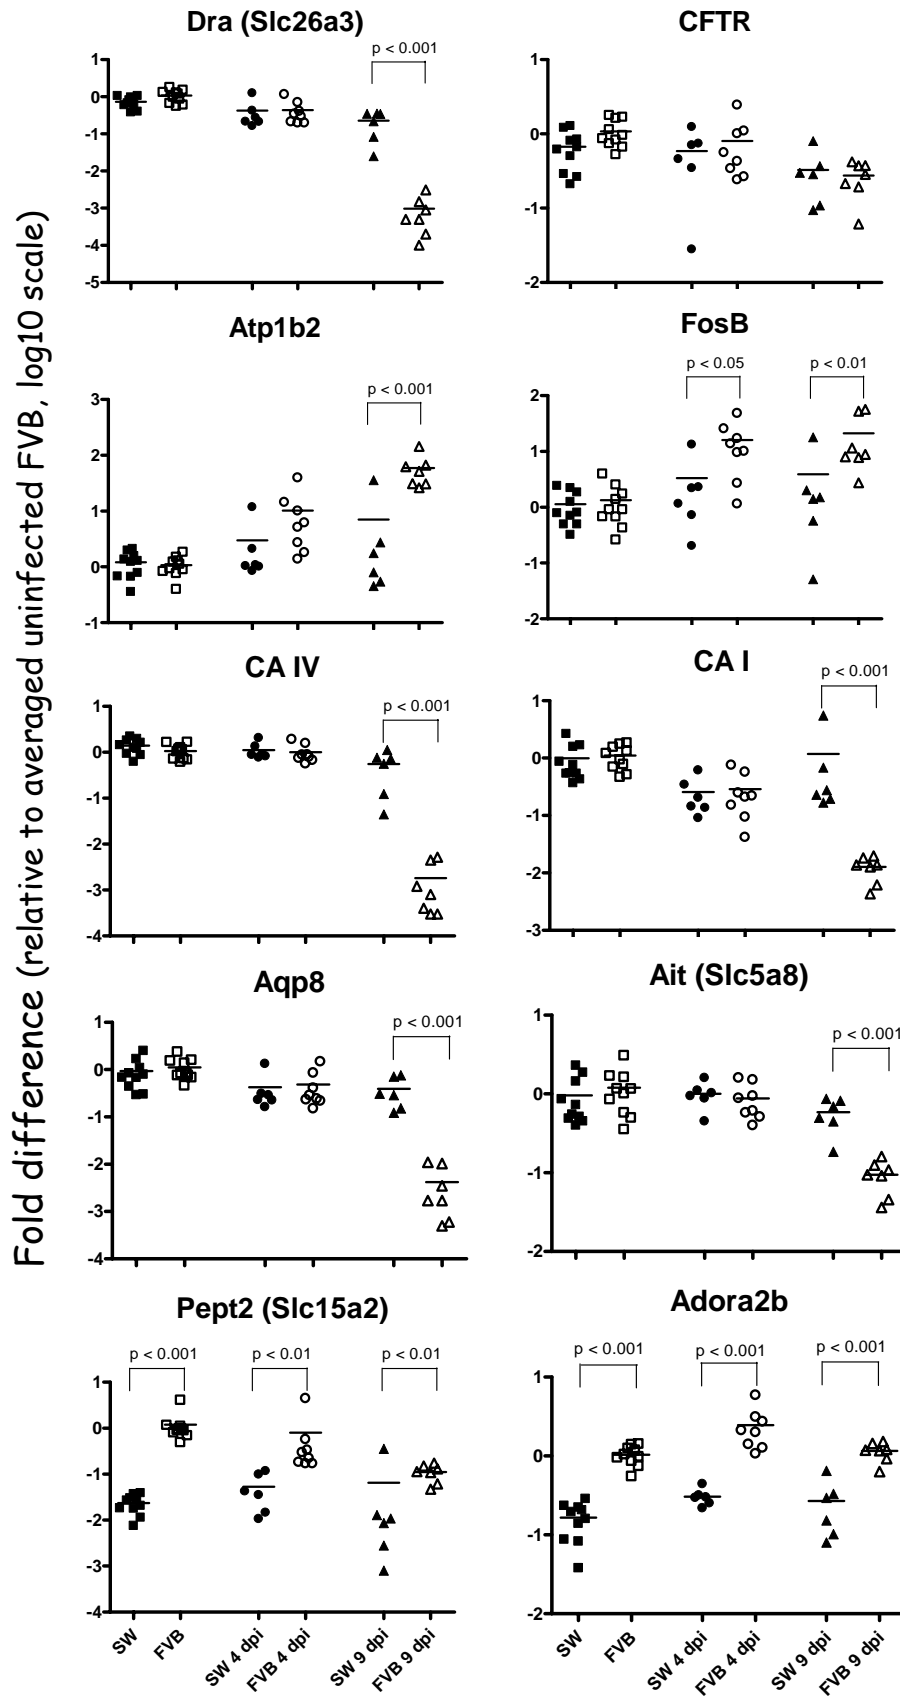 Fold difference (relative to averaged uninfected FVB, log10 scale)
Dra (Slc26a3)
p < 0.001
1
0
-1
-2
-3
-4
-5
CFTR
1
0
-1
-2
Atp1b2
p < 0.001
3
2
1
0
-1
FosB
p < 0.05
p < 0.01
2
1
0
-1
-2
CA IV
p < 0.001
1
0
-1
-2
-3
-4
CA I
p < 0.001
1
0
-1
-2
-3
Aqp8
p < 0.001
1
0
-1
-2
-3
-4
Ait (Slc5a8)
p < 0.001
1
0
-1
-2
Pept2 (Slc15a2)
p < 0.001
p < 0.01
p < 0.01
1
0
-1
-2
-3
-4
SW
FVB
SW 4 dpi
FVB 4 dpi
SW 9 dpi
FVB 9 dpi
Adora2b
p < 0.001
p < 0.001
p < 0.001
1
0
-1
-2
SW
FVB
SW 4 dpi
FVB 4 dpi
SW 9 dpi
FVB 9 dpi